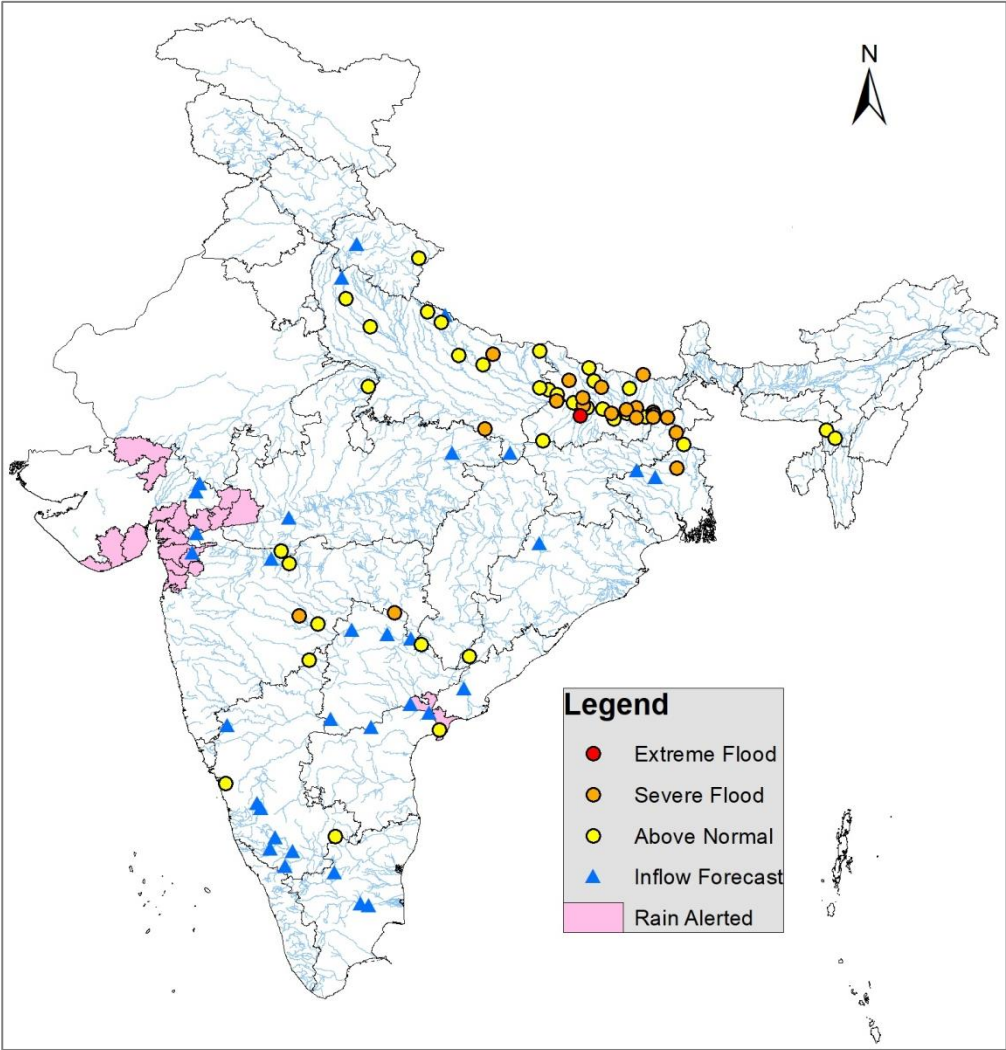 N
Legend
Extreme Flood
Severe Flood
Above Normal
Inflow Forecast
Rain Alerted